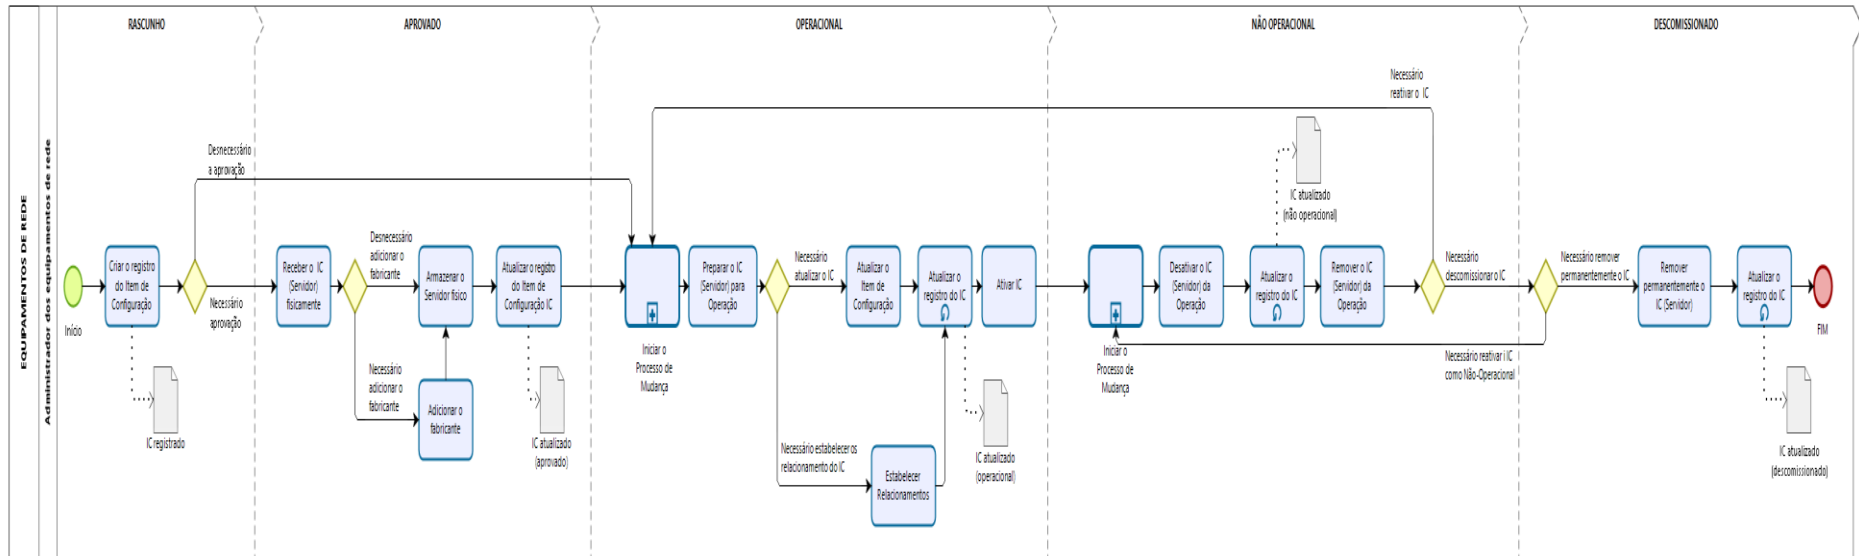 EQUIPAMENTOS DE REDE
Administrador dos equipamentos de rede
RASCUNHO
APROVADO
OPERACIONAL
NÃO OPERACIONAL
DESCOMISSIONADO
Início
Criar o registro
do Item de
Configuração
IC registrado
Desnecessário
a aprovação
Necessário
aprovação
Receber o IC
(Servidor)
fisicamente
Desnecessário
adicionar o
fabricante
Necessário
adicionar o
fabricante
Adicionar o
fabricante
Armazenar o
Servidor físico
Atualizar o registro
do Item de
Configuração IC
IC atualizado
(aprovado)
Iniciar o
Processo de
Mudança
Preparar o IC
(Servidor) para
Operação
Necessário
atualizar o IC
Necessário estabelecer os
relacionamento do IC
Estabelecer
Relacionamentos
Atualizar o
Item de
Configuração
Atualizar o
registro do IC
IC atualizado
(operacional)
Ativar IC
Iniciar o
Processo de
Mudança
Desativar o IC
(Servidor) da
Operação
Atualizar o
registro do IC
IC atualizado
(não operacional)
Remover o IC
(Servidor) da
Operação
Necessário
reativar o IC
Necessário
descomissionar o IC
Necessário reativar i IC
como Não-Operacional
Necessário remover
permanentemente o IC
Remover
permanentemente o
IC (Servidor)
Atualizar o
registro do IC
IC atualizado
(descomissionado)
FIM